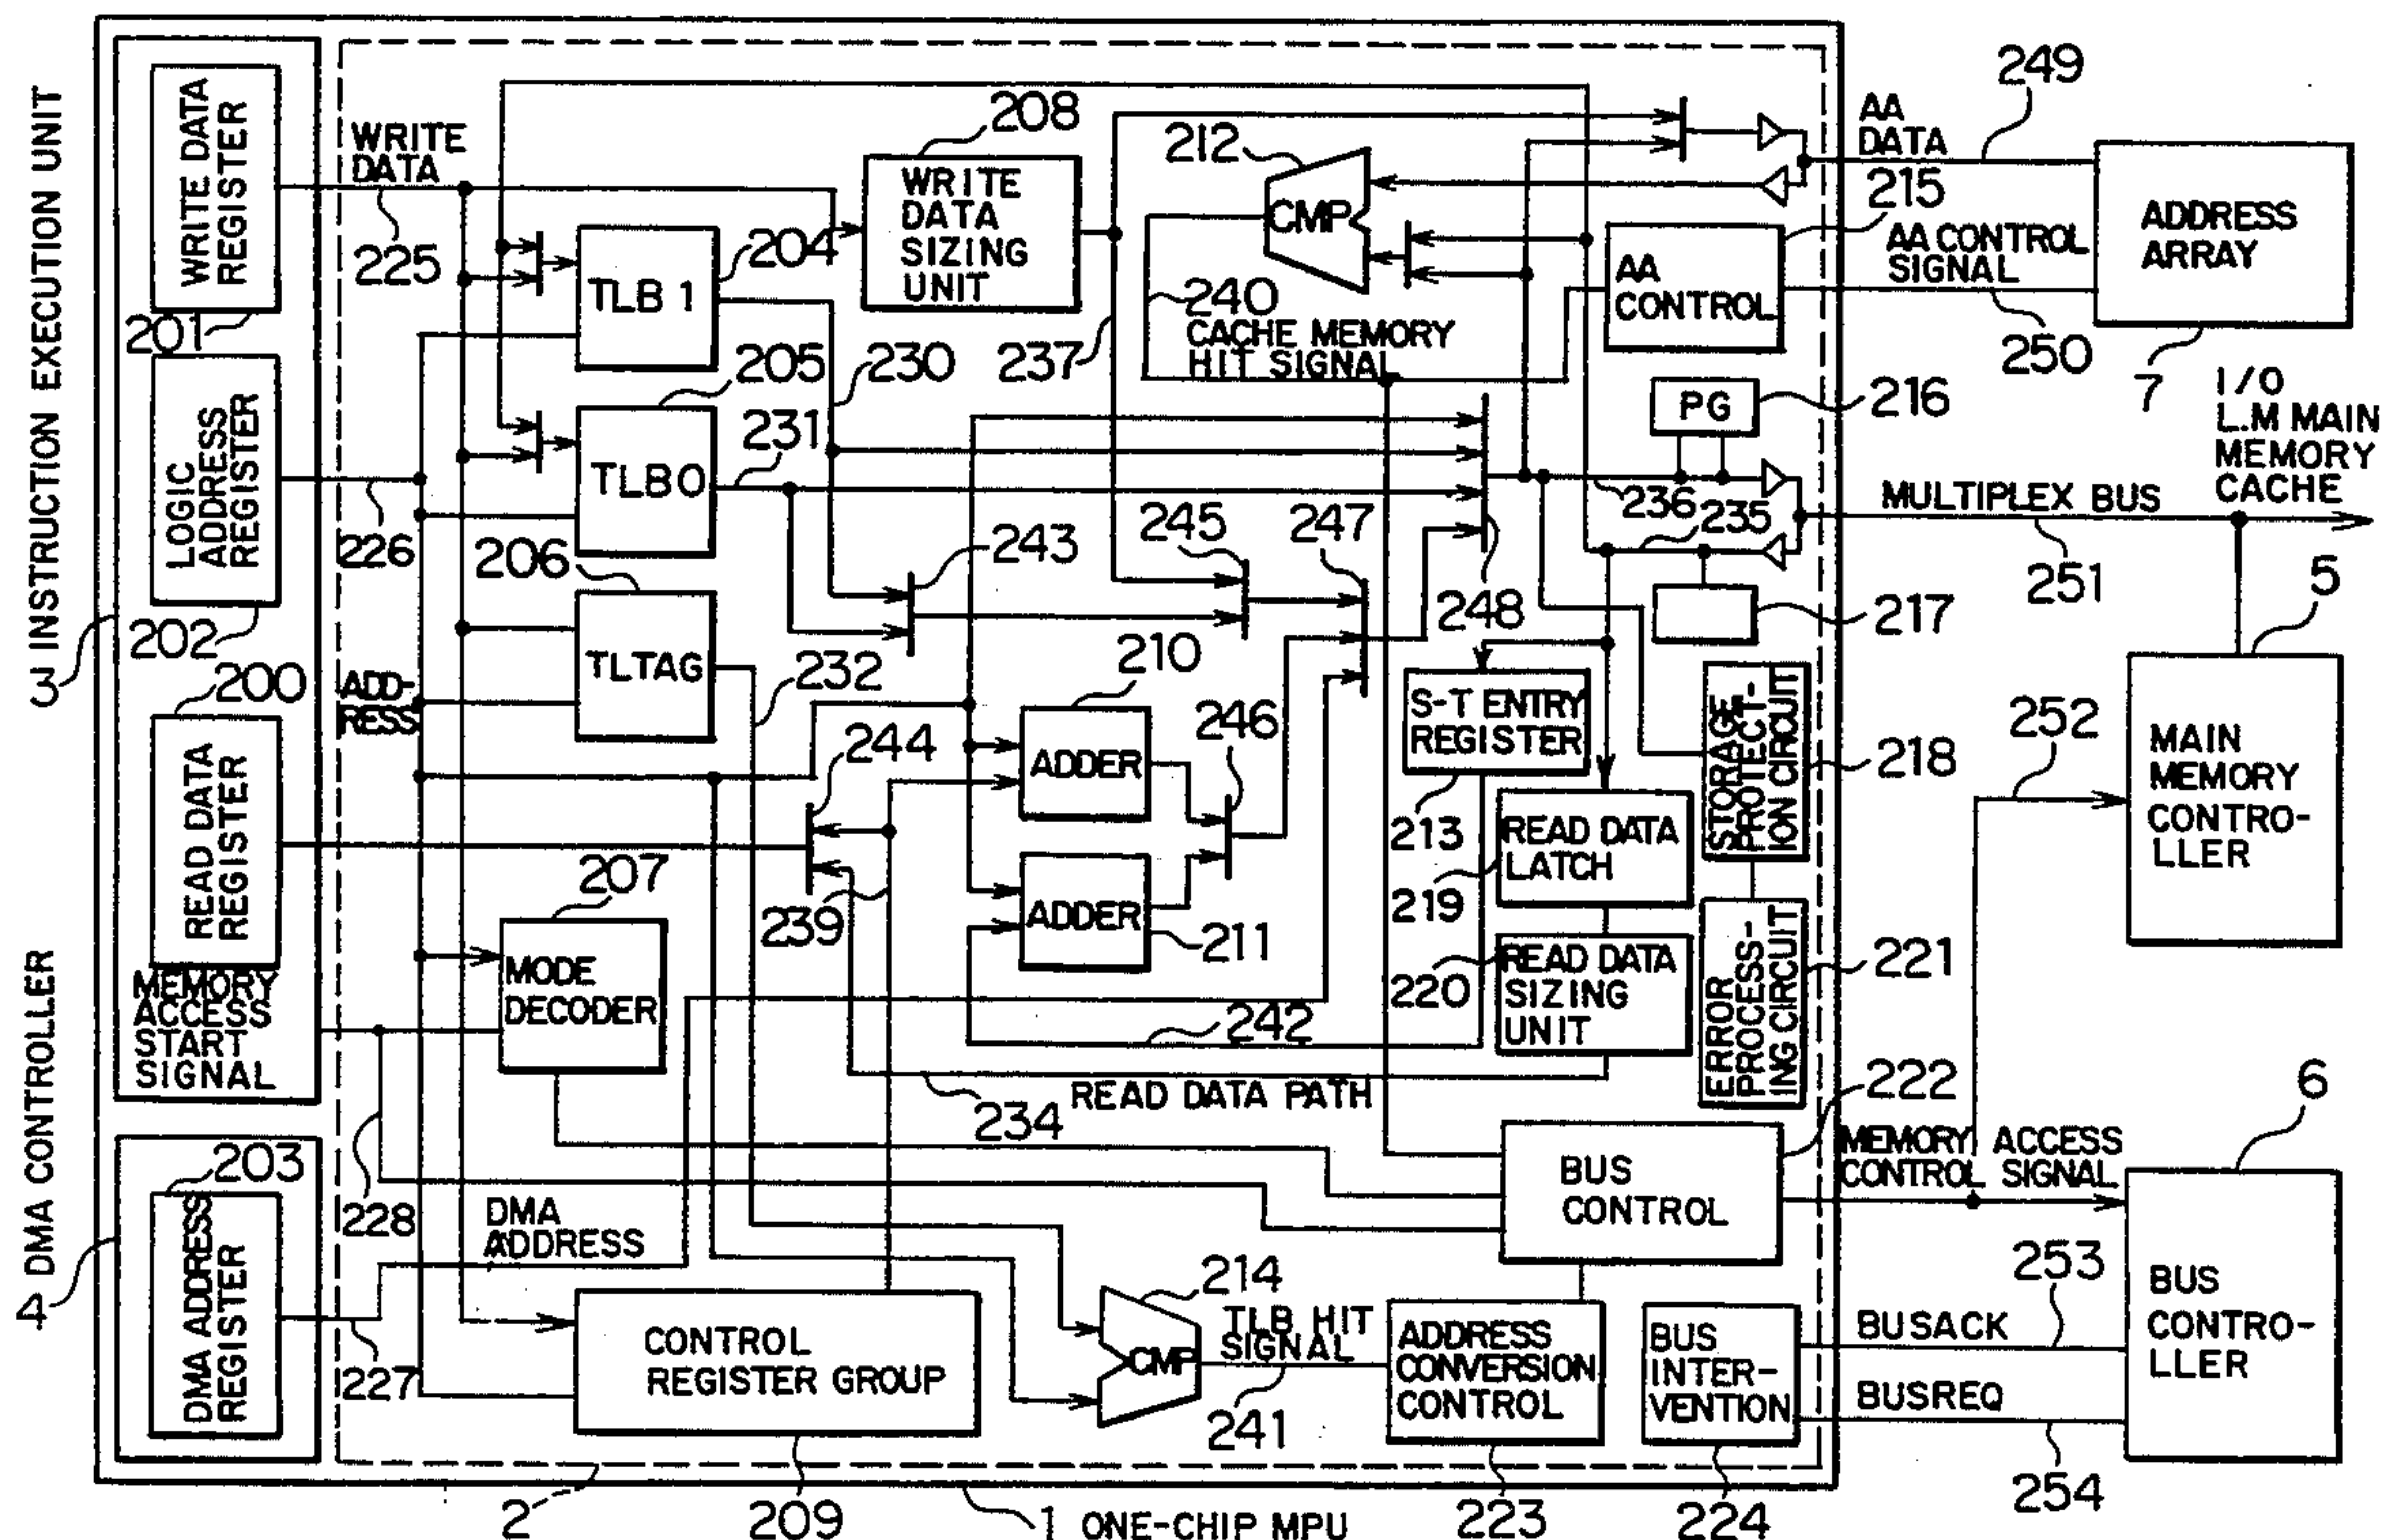 3 INSTRUCTION EXECUTION UNIT
WRITE DATA
REGISTER
201
LOGIC
ADDRESS
REGISTER
202
200
READ DATA
REGISTER
MEMORY
ACCESS
START
SIGNAL
4 DMA CONTROLLER
203
DMA ADDRESS
REGISTER
WRITE
DATA
225
226
ADD-
RESS
228
227
DMA
ADDRESS
TLB 1
204
205
TLB 0
206
TLTAG
207
MODE
DECODER
CONTROL
REGISTER GROUP
209
208
WRITE
DATA
SIZING
UNIT
230
231
232
237
212
CMP
240
CACHE MEMORY
HIT SIGNAL
243
244
245
246
247
248
210
ADDER
ADDER
211
239
242
READ DATA PATH
234
214
CMP
TLB HIT
SIGNAL
241
AA
CONTROL
215
PG
216
236
235
217
S-T ENTRY
REGISTER
213
READ DATA
LATCH
219
READ DATA
SIZING
UNIT
220
STORAGE
PROTECT-
ION CIRCUIT
218
ERROR
PROCESS-
ING CIRCUIT
221
BUS
CONTROL
222
ADDRESS
CONVERSION
CONTROL
223
BUS
INTER-
VENTION
224
AA
DATA
249
AA CONTROL
SIGNAL
250
ADDRESS
ARRAY
7
I/O
L.M MAIN
MEMORY
CACHE
MULTIPLEX BUS
251
5
252
MAIN
MEMORY
CONTRO-
LLER
MEMORY ACCESS
CONTROL SIGNAL
6
253
BUSACK
BUSREQ
254
BUS
CONTRO-
LLER
2
1 ONE-CHIP MPU